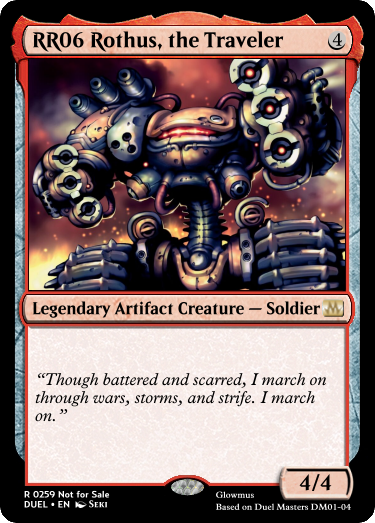 RR06 Rothus, the Traveler 4
Legendary Artifact Creature — Soldier
“Though battered and scarred, I march on
through wars, storms, and strife. I march
on.”
4/4
R 0259 Not for Sale
DUEL • EN Seki
Glowmus
Based on Duel Masters DM01-04